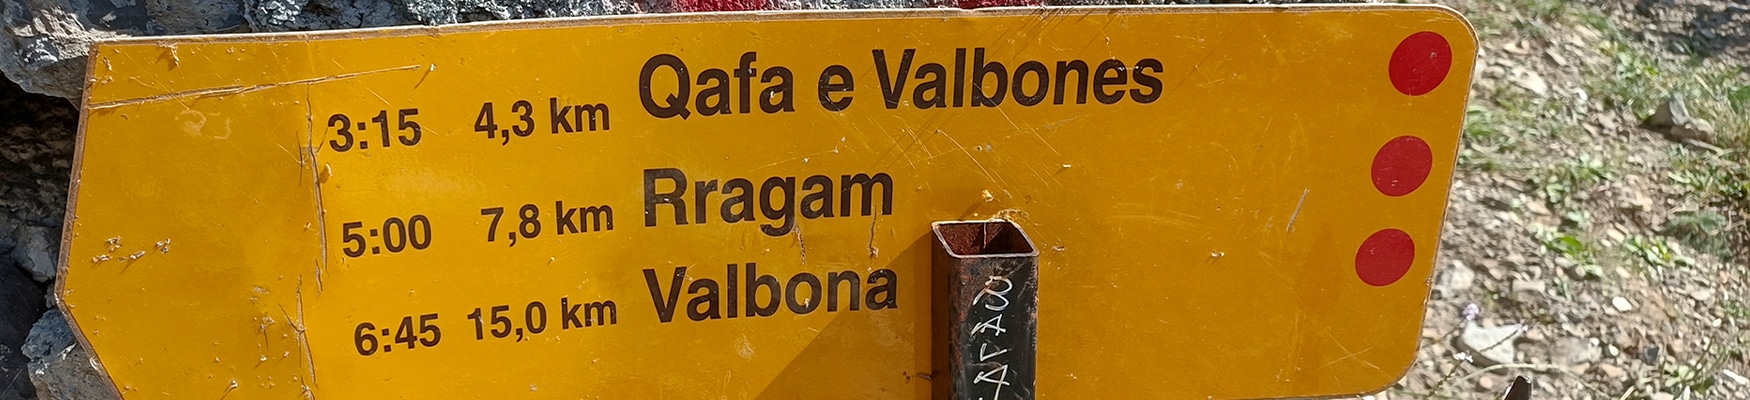 3:15 4,3 km Qafa e Valbones
5:00 7,8 km Rragam
6:45 15,0 km Valbona